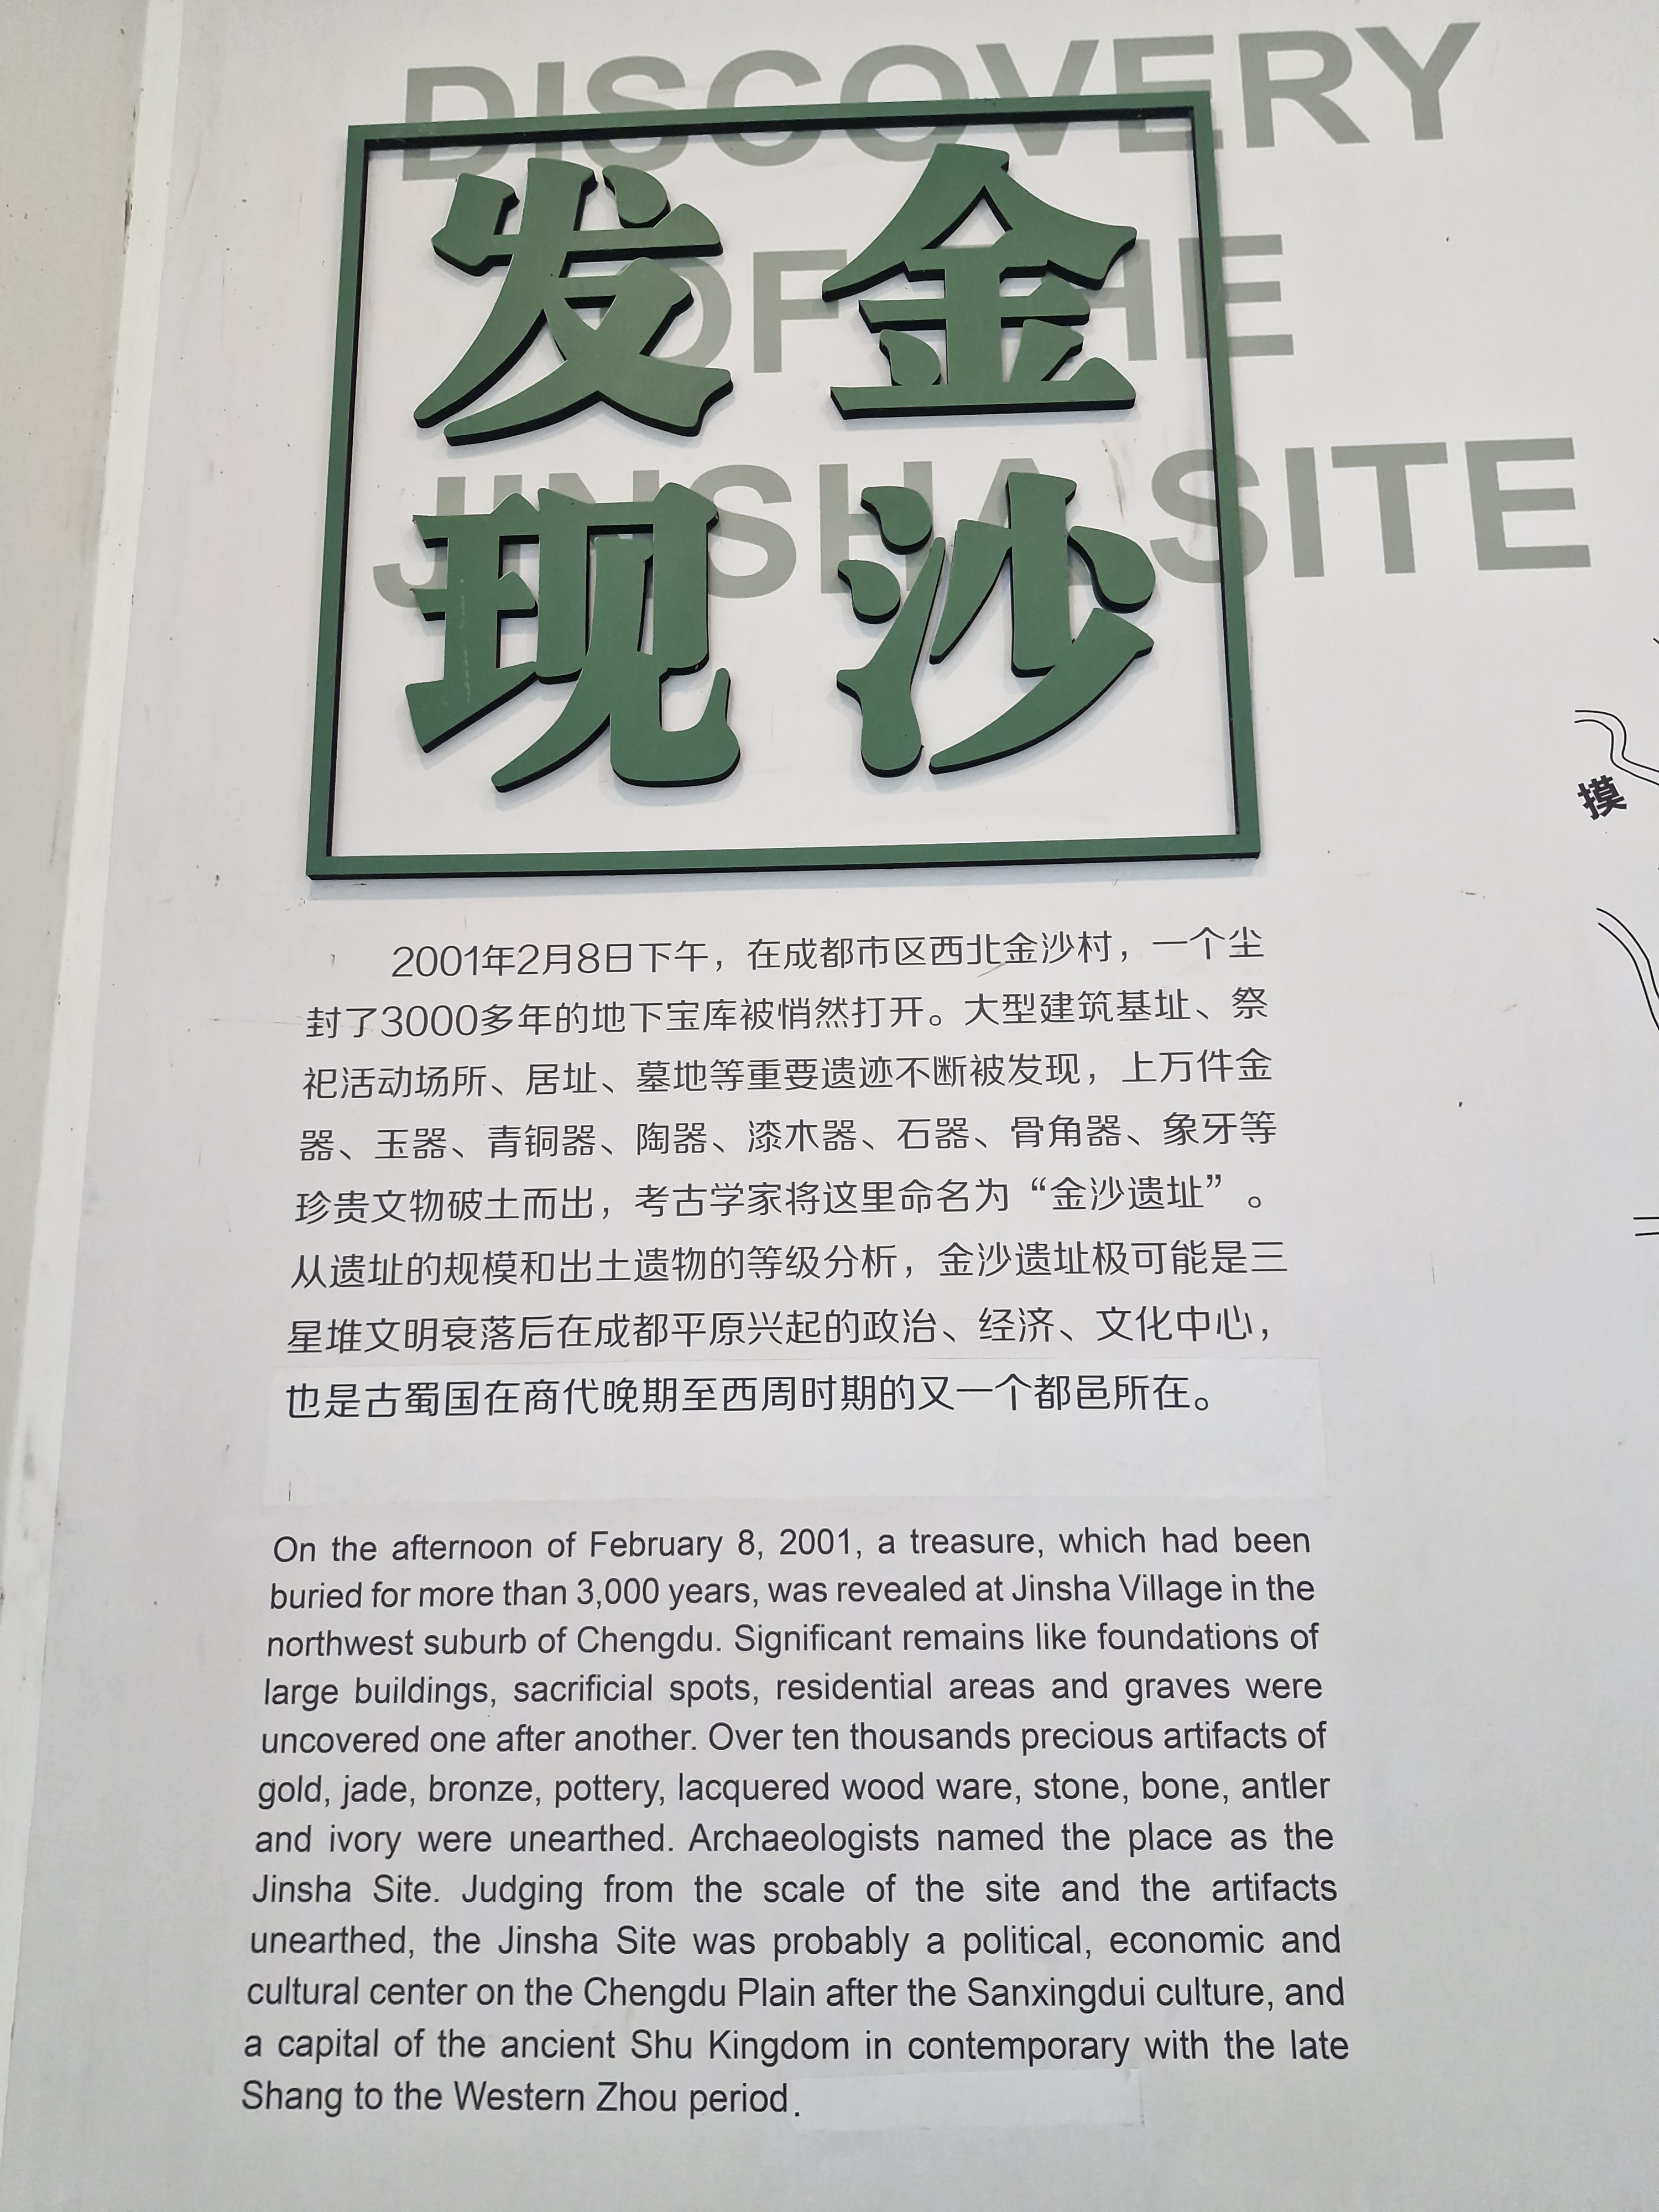 DISCOVERY
OF THE
JINSHA SITE
发 金
现 沙
摸
2001年2月8日下午，在成都市区西北金沙村，一个尘
封了3000多年的地下宝库被悄然打开。大型建筑基址、祭
祀活动场所、居址、墓地等重要遗迹不断被发现，上万件金
器、玉器、青铜器、陶器、漆木器、石器、骨角器、象牙等
珍贵文物破土而出，考古学家将这里命名为“金沙遗址”。
从遗址的规模和出土遗物的等级分析，金沙遗址极可能是三
星堆文明衰落后在成都平原兴起的政治、经济、文化中心，
也是古蜀国在商代晚期至西周时期的又一个都邑所在。
On the afternoon of February 8, 2001, a treasure, which had been
buried for more than 3,000 years, was revealed at Jinsha Village in the
northwest suburb of Chengdu. Significant remains like foundations of
large buildings, sacrificial spots, residential areas and graves were
uncovered one after another. Over ten thousands precious artifacts of
gold, jade, bronze, pottery, lacquered wood ware, stone, bone, antler
and ivory were unearthed. Archaeologists named the place as the
Jinsha Site. Judging from the scale of the site and the artifacts
unearthed, the Jinsha Site was probably a political, economic and
cultural center on the Chengdu Plain after the Sanxingdui culture, and
a capital of the ancient Shu Kingdom in contemporary with the late
Shang to the Western Zhou period.